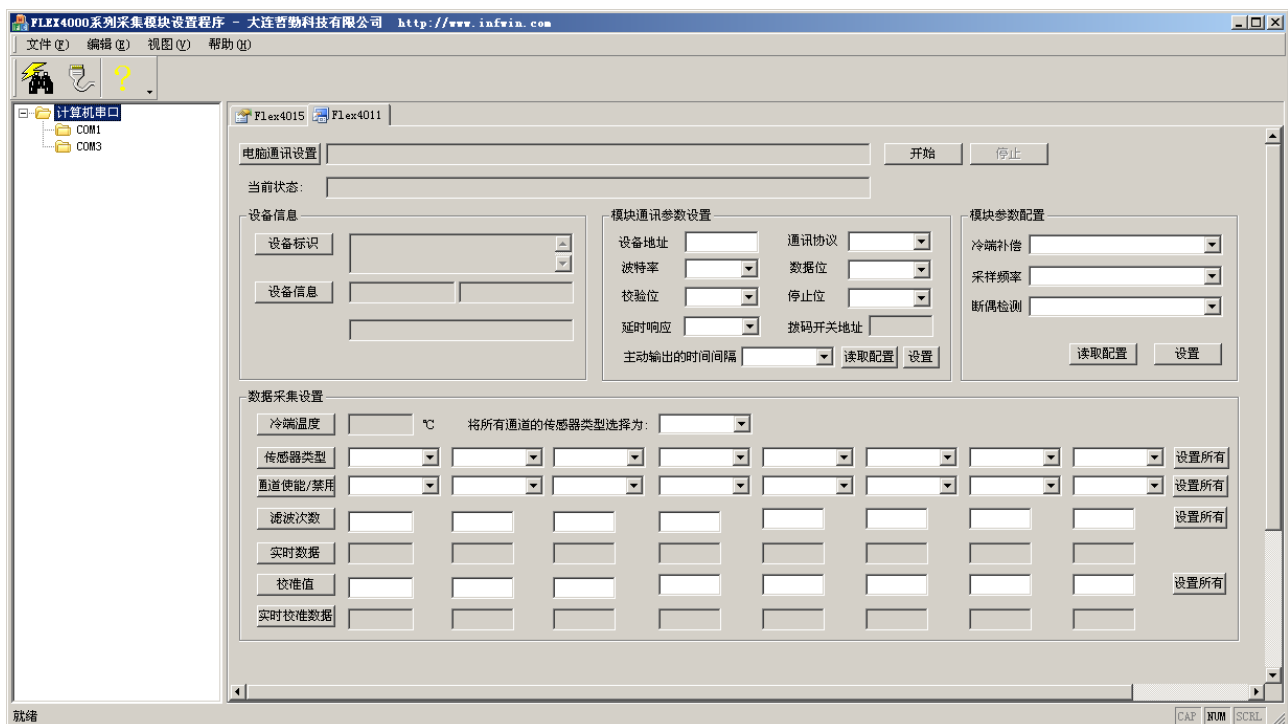 FLEX4000系列采集模块设置程序 - 大连哲勤科技有限公司 http://www.infwin.com
文件(F) 编辑(E) 视图(V) 帮助(H)
计算机串口
COM1
COM3
Flex4015 Flex4011
电脑通讯设置 开始 停止
当前状态:
设备信息
设备标识
设备信息
模块通讯参数设置
设备地址 通讯协议
波特率 数据位
校验位 停止位
延时响应 拨码开关地址
主动输出的时间间隔 读取配置 设置
模块参数配置
冷端补偿
采样频率
断偶检测
读取配置 设置
数据采集设置
冷端温度 ℃ 将所有通道的传感器类型选择为:
传感器类型 设置所有
通道使能/禁用 设置所有
滤波次数 设置所有
实时数据
校准值 设置所有
实时校准数据
就绪 CAP NUM SCRL